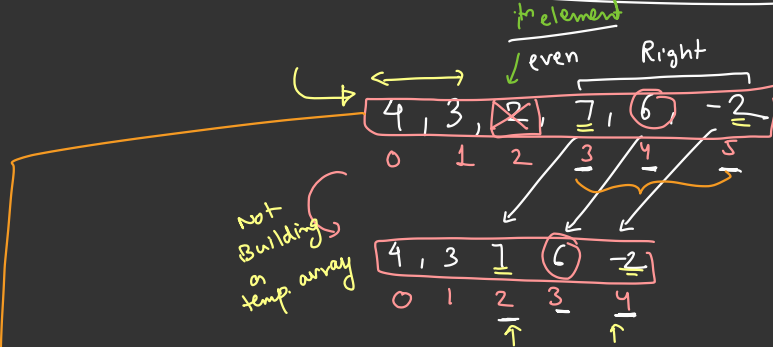 ith element
even Right
4, 3, 2, 7, 6, -2
0 1 2 3 4 5
Not
Building
a
temp. array
4, 3 7 6 -2
0 1 2 3 4